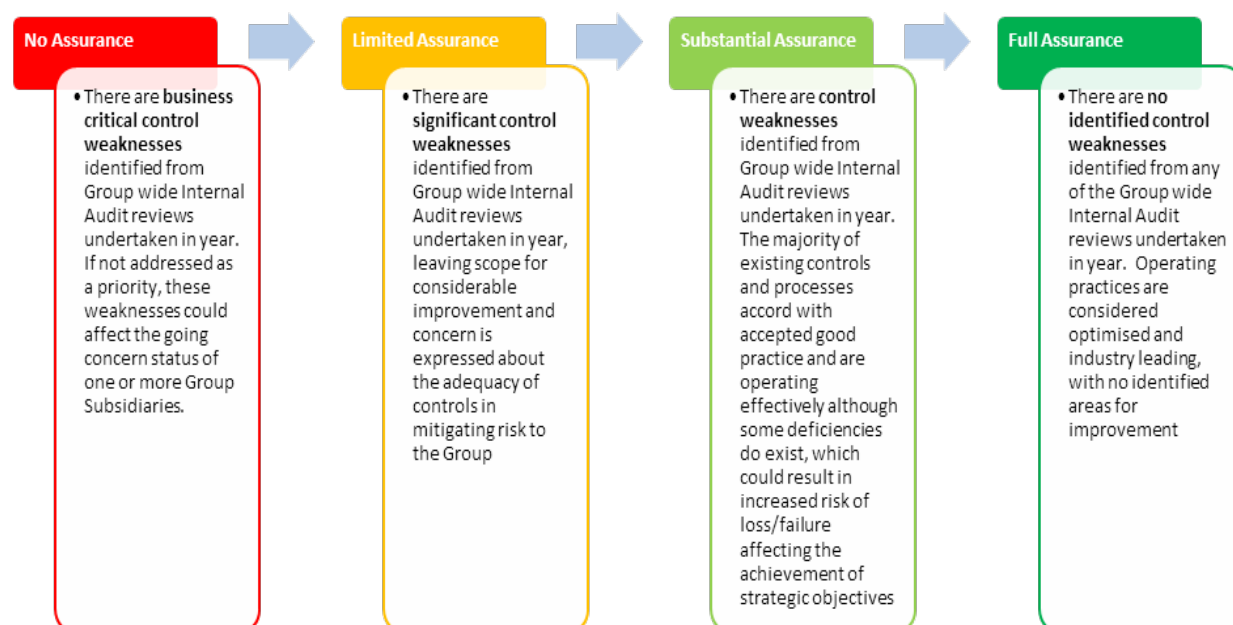 No Assurance
• There are business
critical control
weaknesses
identified from
Group wide Internal
Audit reviews
undertaken in year.
If not addressed as
a priority, these
weaknesses could
affect the going
concern status of
one or more Group
Subsidiaries.
Limited Assurance
• There are
significant control
weaknesses
identified from
Group wide Internal
Audit reviews
undertaken in year,
leaving scope for
considerable
improvement and
concern is
expressed about
the adequacy of
controls in
mitigating risk to
the Group
Substantial Assurance
• There are control
weaknesses
identified from
Group wide Internal
Audit reviews
undertaken in year.
The majority of
existing controls
and processes
accord with
accepted good
practice and are
operating
effectively although
some deficiencies
do exist, which
could result in
increased risk of
loss/failure
affecting the
achievement of
strategic objectives
Full Assurance
• There are no
identified control
weaknesses
identified from any
of the Group wide
Internal Audit
reviews undertaken
in year. Operating
practices are
considered
optimised and
industry leading,
with no identified
areas for
improvement